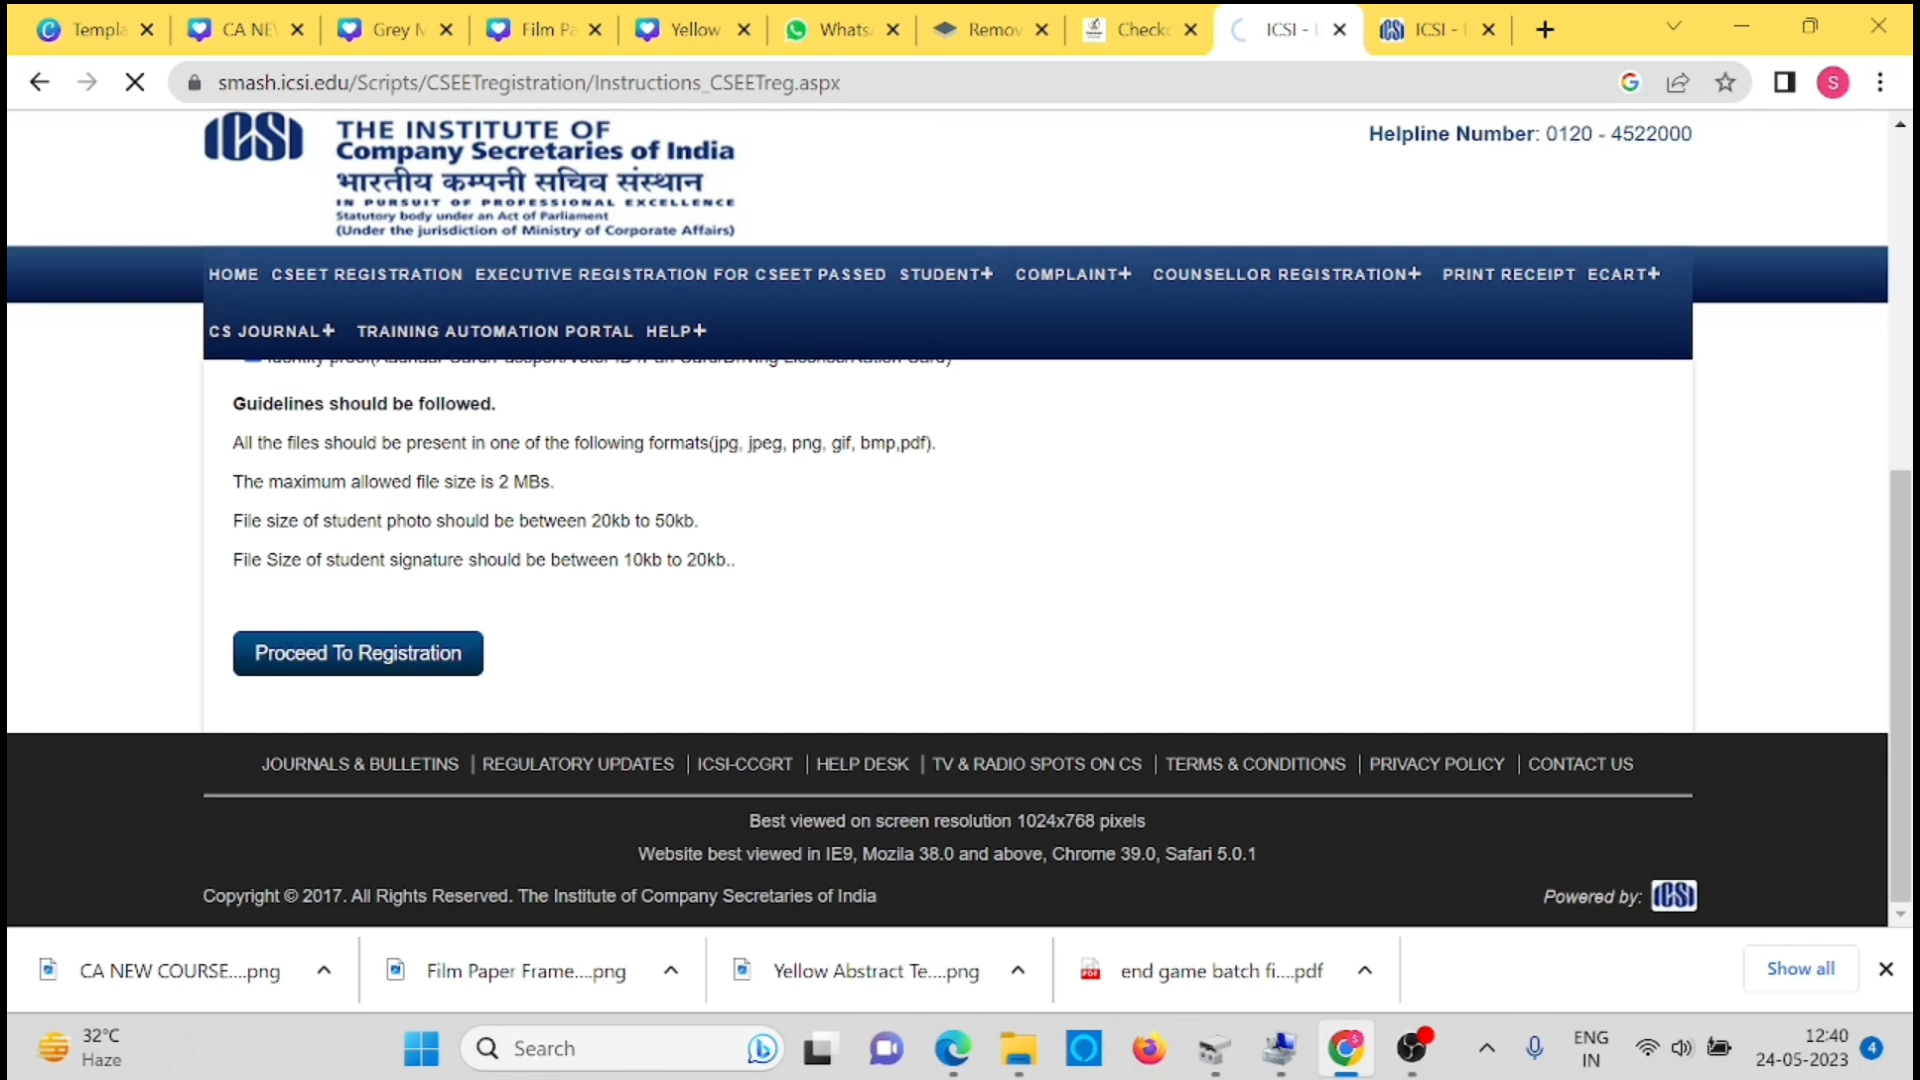 Templa
CA NE
Grey M
Film Pa
Yellow
Whats
Remov
Check
ICSI -
ICSI -
smash.icsi.edu/Scripts/CSEETregistration/Instructions_CSEETreg.aspx
S
ICSI
THE INSTITUTE OF
Company Secretaries of India
भारतीय कम्पनी सचिव संस्थान
IN PURSUIT OF PROFESSIONAL EXCELLENCE
Statutory body under an Act of Parliament
(Under the jurisdiction of Ministry of Corporate Affairs)
Helpline Number: 0120 - 4522000
HOME CSEET REGISTRATION EXECUTIVE REGISTRATION FOR CSEET PASSED STUDENT+ COMPLAINT+ COUNSELLOR REGISTRATION+ PRINT RECEIPT ECART+
CS JOURNAL+ TRAINING AUTOMATION PORTAL HELP+
Guidelines should be followed.
All the files should be present in one of the following formats(jpg, jpeg, png, gif, bmp,pdf).
The maximum allowed file size is 2 MBs.
File size of student photo should be between 20kb to 50kb.
File Size of student signature should be between 10kb to 20kb..
Proceed To Registration
JOURNALS & BULLETINS | REGULATORY UPDATES | ICSI-CCGRT | HELP DESK | TV & RADIO SPOTS ON CS | TERMS & CONDITIONS | PRIVACY POLICY | CONTACT US
Best viewed on screen resolution 1024x768 pixels
Website best viewed in IE9, Mozila 38.0 and above, Chrome 39.0, Safari 5.0.1
Copyright © 2017. All Rights Reserved. The Institute of Company Secretaries of India
Powered by: ICSI
CA NEW COURSE....png
Film Paper Frame....png
Yellow Abstract Te....png
end game batch fi....pdf
Show all
32°C
Haze
Search
ENG
IN
12:40
24-05-2023
4